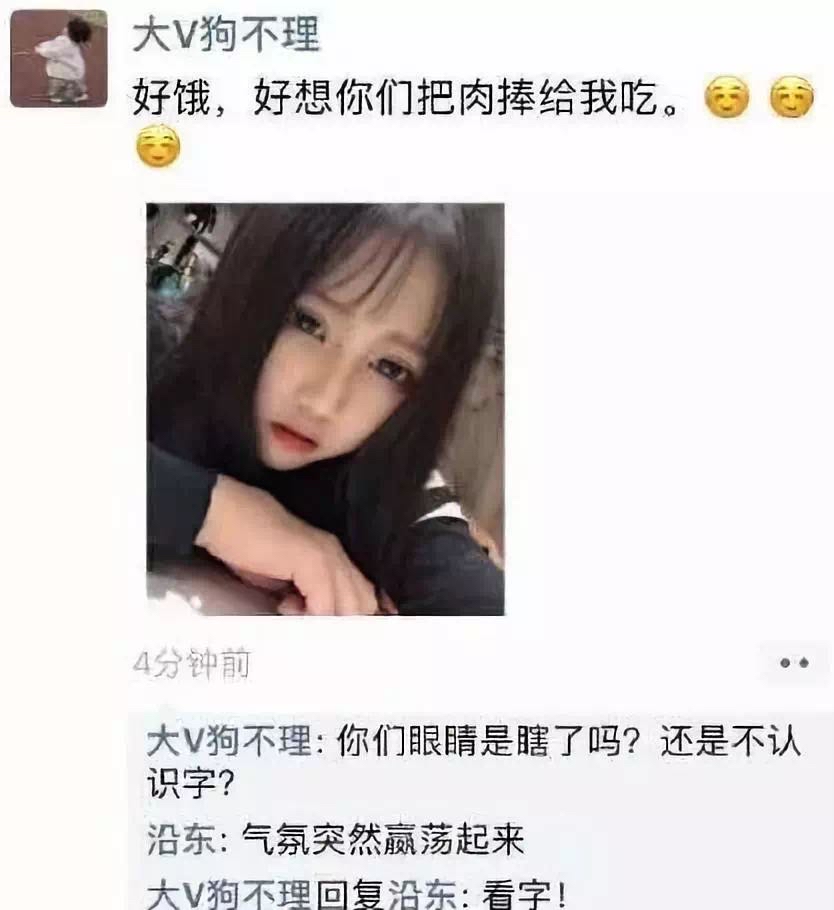 大V狗不理
好饿，好想你们把肉捧给我吃。
4分钟前
大V狗不理: 你们眼睛是瞎了吗？还是不认
识字？
沿东: 气氛突然嬴荡起来
大V狗不理回复沿东: 看字！